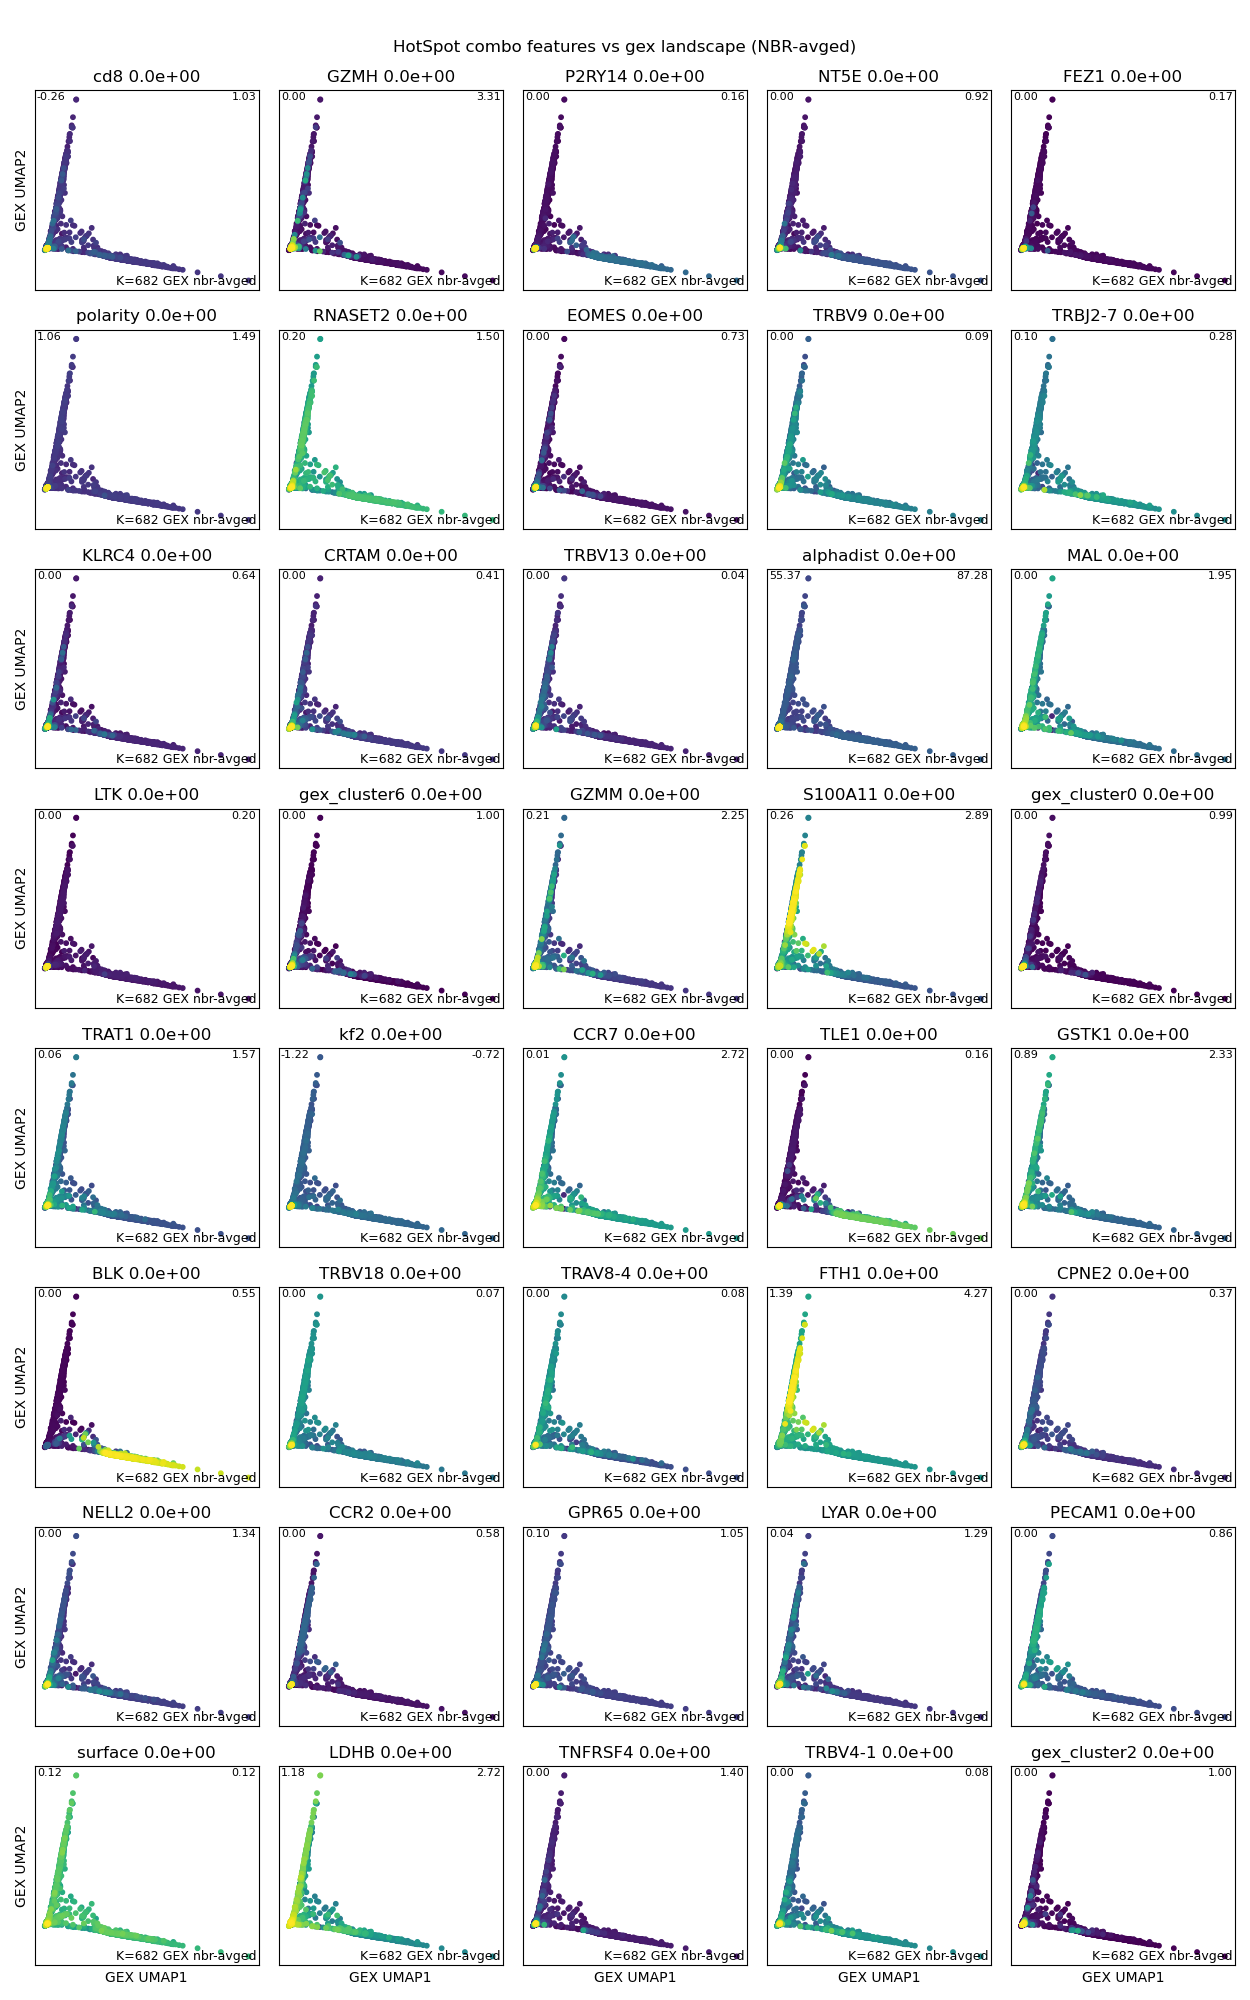 HotSpot combo features vs gex landscape (NBR-avged)
cd8 0.0e+00 GZMH 0.0e+00 P2RY14 0.0e+00 NT5E 0.0e+00 FEZ1 0.0e+00
-0.26 1.03 0.00 3.31 0.00 0.16 0.00 0.92 0.00 0.17
GEX UMAP2
K=682 GEX nbr-avged K=682 GEX nbr-avged K=682 GEX nbr-avged K=682 GEX nbr-avged K=682 GEX nbr-avged
polarity 0.0e+00 RNASET2 0.0e+00 EOMES 0.0e+00 TRBV9 0.0e+00 TRBJ2-7 0.0e+00
1.06 1.49 0.20 1.50 0.00 0.73 0.00 0.09 0.10 0.28
GEX UMAP2
K=682 GEX nbr-avged K=682 GEX nbr-avged K=682 GEX nbr-avged K=682 GEX nbr-avged K=682 GEX nbr-avged
KLRC4 0.0e+00 CRTAM 0.0e+00 TRBV13 0.0e+00 alphadist 0.0e+00 MAL 0.0e+00
0.00 0.64 0.00 0.41 0.00 0.04 55.37 87.28 0.00 1.95
GEX UMAP2
K=682 GEX nbr-avged K=682 GEX nbr-avged K=682 GEX nbr-avged K=682 GEX nbr-avged K=682 GEX nbr-avged
LTK 0.0e+00 gex_cluster6 0.0e+00 GZMM 0.0e+00 S100A11 0.0e+00 gex_cluster0 0.0e+00
0.00 0.20 0.00 1.00 0.21 2.25 0.26 2.89 0.00 0.99
GEX UMAP2
K=682 GEX nbr-avged K=682 GEX nbr-avged K=682 GEX nbr-avged K=682 GEX nbr-avged K=682 GEX nbr-avged
TRAT1 0.0e+00 kf2 0.0e+00 CCR7 0.0e+00 TLE1 0.0e+00 GSTK1 0.0e+00
0.06 1.57 -1.22 -0.72 0.01 2.72 0.00 0.16 0.89 2.33
GEX UMAP2
K=682 GEX nbr-avged K=682 GEX nbr-avged K=682 GEX nbr-avged K=682 GEX nbr-avged K=682 GEX nbr-avged
BLK 0.0e+00 TRBV18 0.0e+00 TRAV8-4 0.0e+00 FTH1 0.0e+00 CPNE2 0.0e+00
0.00 0.55 0.00 0.07 0.00 0.08 1.39 4.27 0.00 0.37
GEX UMAP2
K=682 GEX nbr-avged K=682 GEX nbr-avged K=682 GEX nbr-avged K=682 GEX nbr-avged K=682 GEX nbr-avged
NELL2 0.0e+00 CCR2 0.0e+00 GPR65 0.0e+00 LYAR 0.0e+00 PECAM1 0.0e+00
0.00 1.34 0.00 0.58 0.10 1.05 0.04 1.29 0.00 0.86
GEX UMAP2
K=682 GEX nbr-avged K=682 GEX nbr-avged K=682 GEX nbr-avged K=682 GEX nbr-avged K=682 GEX nbr-avged
surface 0.0e+00 LDHB 0.0e+00 TNFRSF4 0.0e+00 TRBV4-1 0.0e+00 gex_cluster2 0.0e+00
0.12 0.12 1.18 2.72 0.00 1.40 0.00 0.08 0.00 1.00
GEX UMAP2
K=682 GEX nbr-avged K=682 GEX nbr-avged K=682 GEX nbr-avged K=682 GEX nbr-avged K=682 GEX nbr-avged
GEX UMAP1 GEX UMAP1 GEX UMAP1 GEX UMAP1 GEX UMAP1